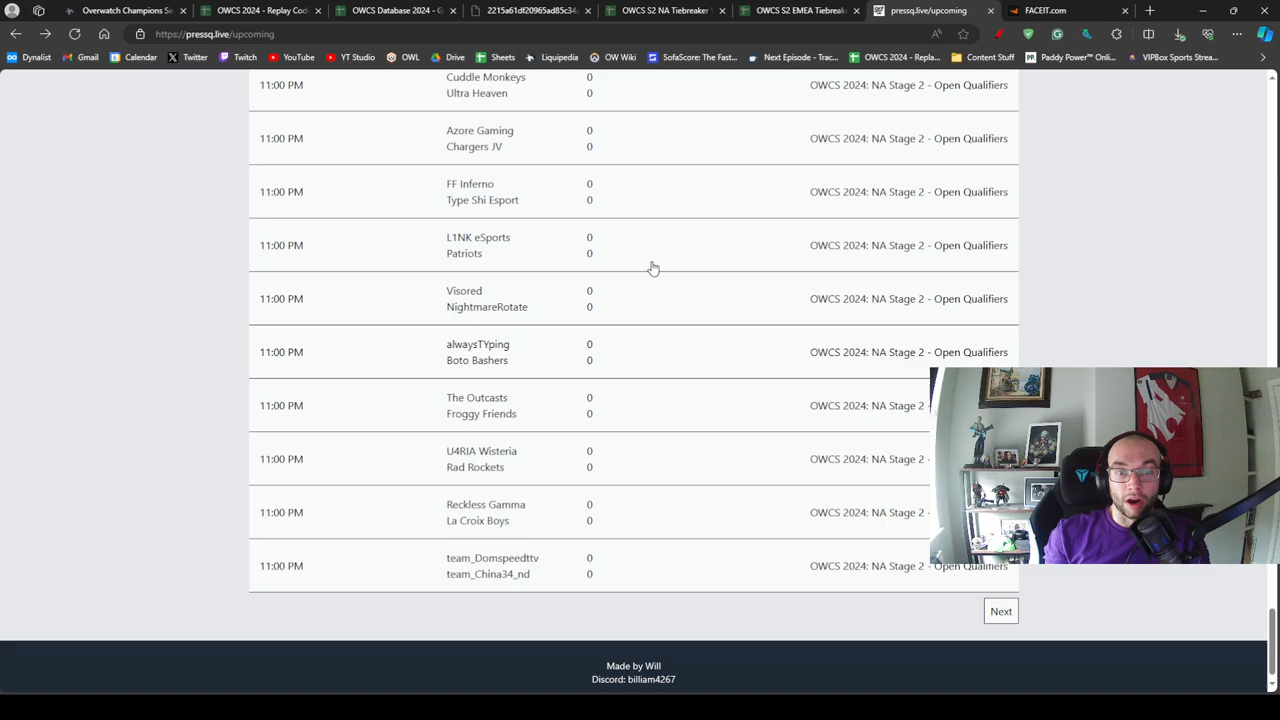 Overwatch Champions Se
OWCS 2024 - Replay Cod
OWCS Database 2024 - G
2215a61df20965ad85c34
OWCS S2 NA Tiebreaker
OWCS S2 EMEA Tiebreak
pressq.live/upcoming
FACEIT.com
https://pressq.live/upcoming
Dynalist
Gmail
Calendar
Twitter
Twitch
YouTube
YT Studio
OWL
Drive
Sheets
Liquipedia
OW Wiki
SofaScore: The Fast...
Next Episode - Trac...
OWCS 2024 - Repla...
Content Stuff
PP. Paddy Power™ Onli...
VIPBox Sports Strea...
Cuddle Monkeys 0
11:00 PM OWCS 2024: NA Stage 2 - Open Qualifiers
Ultra Heaven 0
Azore Gaming 0
11:00 PM OWCS 2024: NA Stage 2 - Open Qualifiers
Chargers JV 0
FF Inferno 0
11:00 PM OWCS 2024: NA Stage 2 - Open Qualifiers
Type Shi Esport 0
L1NK eSports 0
11:00 PM OWCS 2024: NA Stage 2 - Open Qualifiers
Patriots 0
Visored 0
11:00 PM OWCS 2024: NA Stage 2 - Open Qualifiers
NightmareRotate 0
alwaysTYping 0
11:00 PM OWCS 2024: NA Stage 2 - Open Qualifiers
Boto Bashers 0
The Outcasts 0
11:00 PM OWCS 2024: NA Stage 2 -
Froggy Friends 0
U4RIA Wisteria 0
11:00 PM OWCS 2024: NA Stage 2 -
Rad Rockets 0
Reckless Gamma 0
11:00 PM OWCS 2024: NA Stage 2 -
La Croix Boys 0
team_Domspeedttv 0
11:00 PM OWCS 2024: NA Stage 2 - Open Qualifiers
team_China34_nd 0
Next
Made by Will
Discord: billiam4267